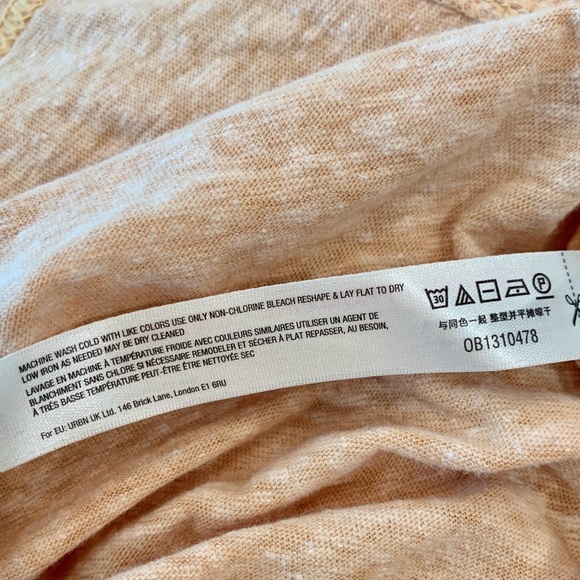 MACHINE WASH COLD WITH LIKE COLORS USE ONLY NON-CHLORINE BLEACH RESHAPE & LAY FLAT TO DRY
LOW IRON AS NEEDED MAY BE DRY CLEANED
LAVAGE EN MACHINE À TEMPÉRATURE FROIDE AVEC COULEURS SIMILAIRES UTILISER UN AGENT DE
BLANCHIMENT SANS CHLORE SI NÉCESSAIRE REMODELER ET SÉCHER À PLAT REPASSER, AU BESOIN,
À TRÈS BASSE TEMPÉRATURE PEUT-ÊTRE ÊTRE NETTOYÉE SEC
For EU: URBN UK Ltd. 146 Brick Lane, London E1 6RU
30 P
与同色一起 整型并平摊晾干
OB1310478